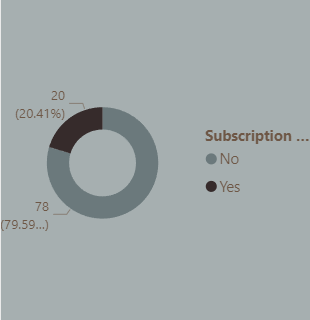 20
(20.41%)
78
(79.59...)
Subscription ...
No
Yes